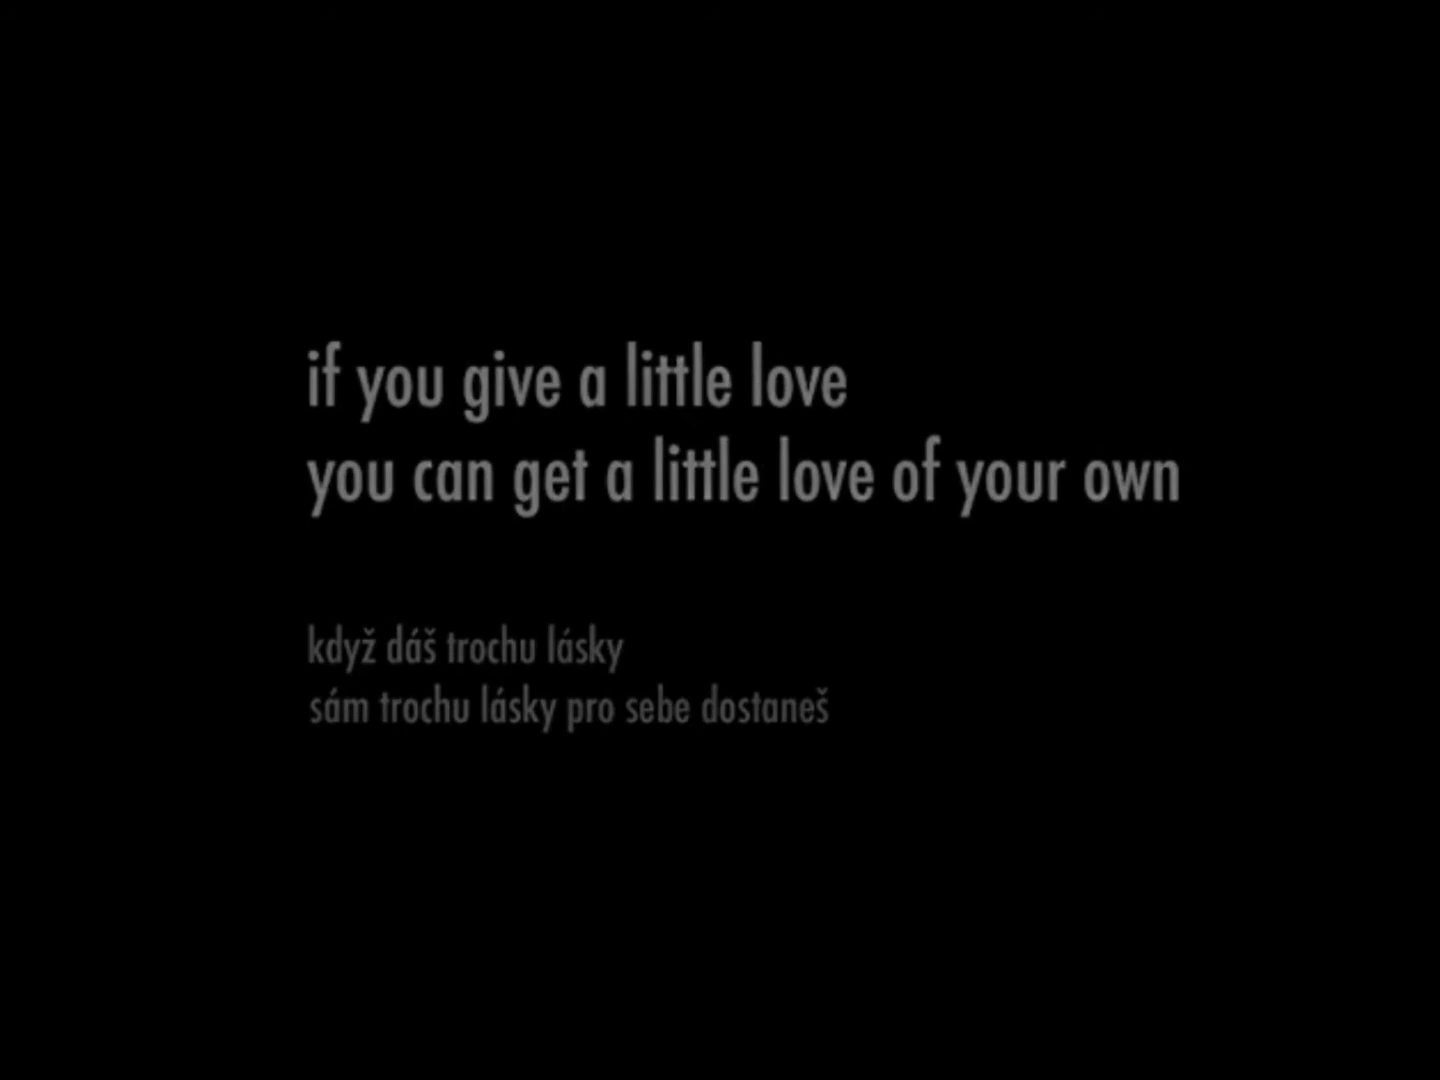 if you give a little love
you can get a little love of your own
když dáš trochu lásky
sám trochu lásky pro sebe dostaneš